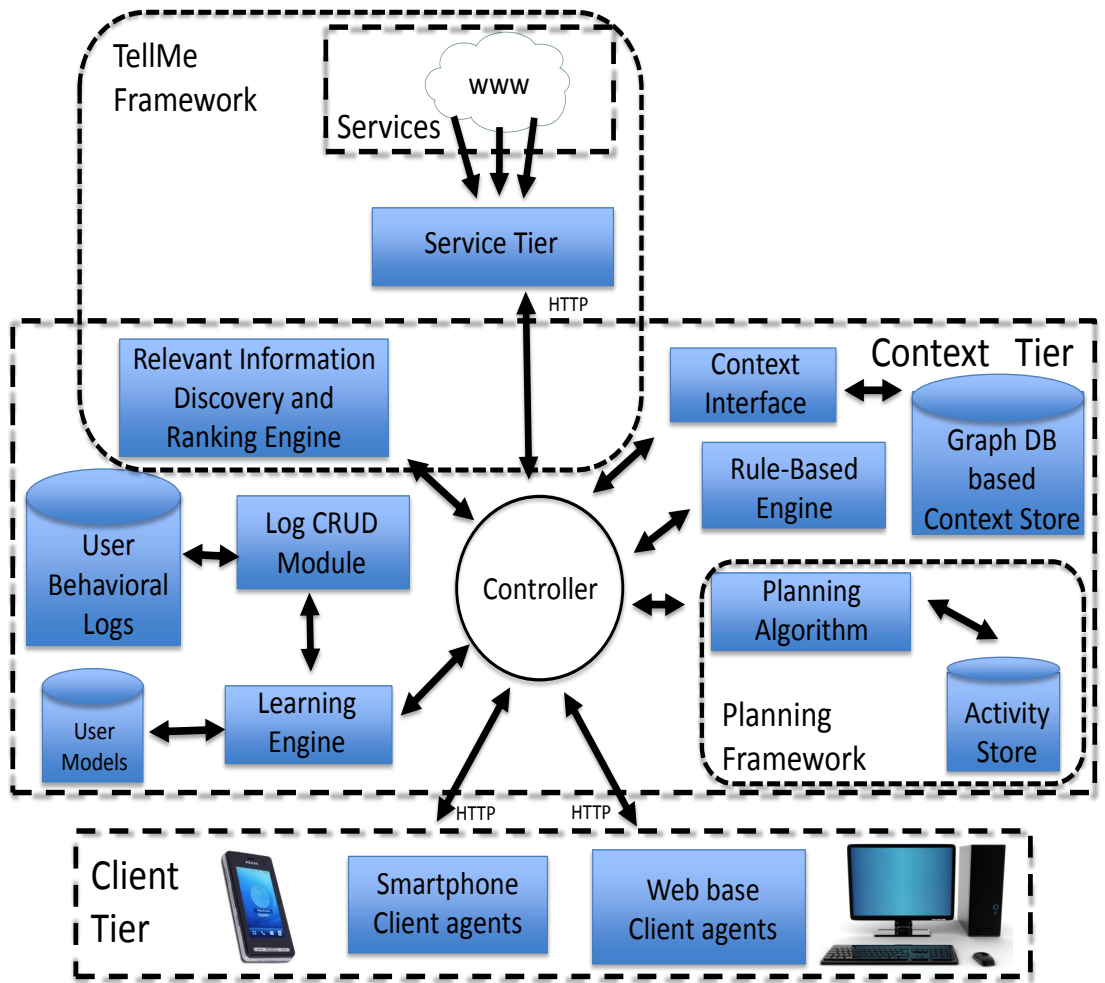 TellMe
Framework
www
Services
Service Tier
HTTP
Relevant Information
Discovery and
Ranking Engine
Context
Interface
Context Tier
Graph DB
based
Context Store
Rule-Based
Engine
User
Behavioral
Logs
Log CRUD
Module
Controller
Planning
Algorithm
Activity
Store
Planning
Framework
User
Models
Learning
Engine
HTTP
HTTP
Client
Tier
Smartphone
Client agents
Web base
Client agents